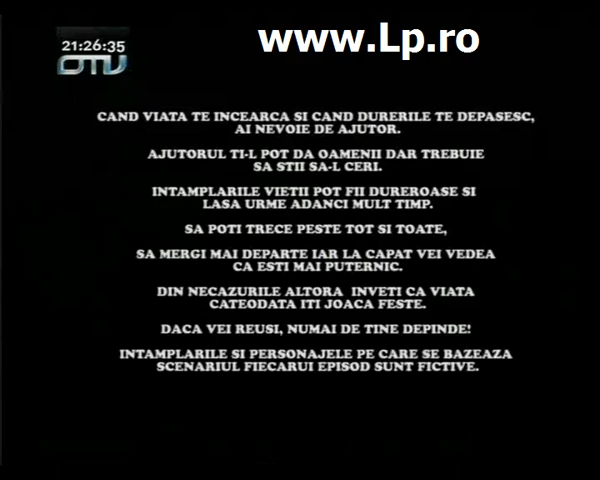 21:26:35
OTV
www.Lp.ro
CAND VIATA TE INCEARCA SI CAND DURERILE TE DEPASESC,
AI NEVOIE DE AJUTOR.
AJUTORUL TI-L POT DA OAMENII DAR TREBUIE
SA STII SA-L CERI.
INTAMPLARILE VIETII POT FII DUREROASE SI
LASA URME ADANCI MULT TIMP.
SA POTI TRECE PESTE TOT SI TOATE,
SA MERGI MAI DEPARTE IAR LA CAPAT VEI VEDEA
CA ESTI MAI PUTERNIC.
DIN NECAZURILE ALTORA INVETI CA VIATA
CATEODATA ITI JOACA FESTE.
DACA VEI REUSI, NUMAI DE TINE DEPINDE!
INTAMPLARILE SI PERSONAJELE PE CARE SE BAZEAZA
SCENARIUL FIECARUI EPISOD SUNT FICTIVE.